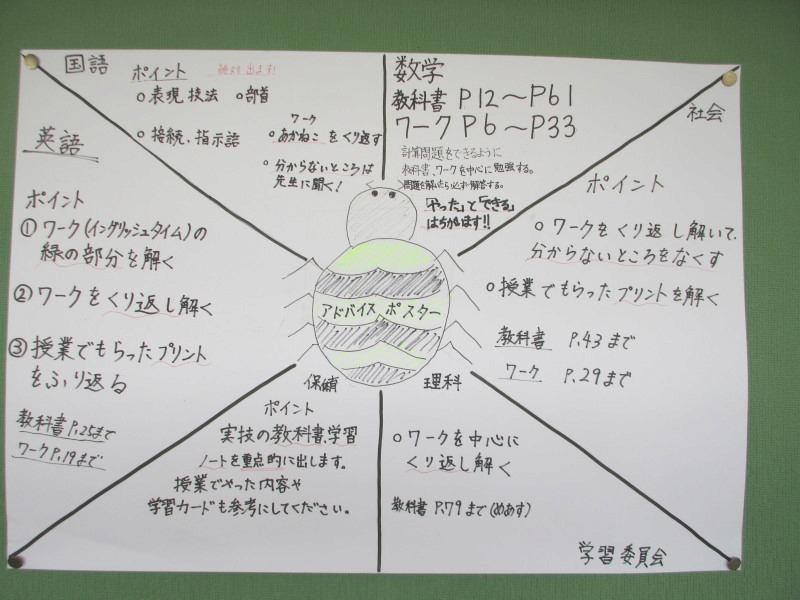 国語
ポイント 絶対出ます!
○表現技法 ○部首
○接続、指示語
ワーク
○あかねこをくり返す
○分からないところは
先生に聞く!
数学
教科書 P12〜P61
ワーク P6〜P33
計算問題をできるように
教科書、ワークを中心に勉強する。
問題を解いたら必ず解答する。
「やった」と「できる」
はちがいます!!
社会
ポイント
○ワークをくり返し解いて、
分からないところをなくす
○授業でもらったプリントを解く
教科書 P.43まで
ワーク P.29まで
英語
ポイント
①ワーク(イングリッシュタイム)の
緑の部分を解く
②ワークをくり返し解く
③授業でもらったプリント
をふり返る
教科書P.25まで
ワークP.19まで
アドバイスポスター
保健
ポイント
実技の教科書、学習
ノートを重点的に出します。
授業でやった内容や
学習カードも参考にしてください。
理科
○ワークを中心に
くり返し解く
教科書 P.79まで(めあす)
学習委員会